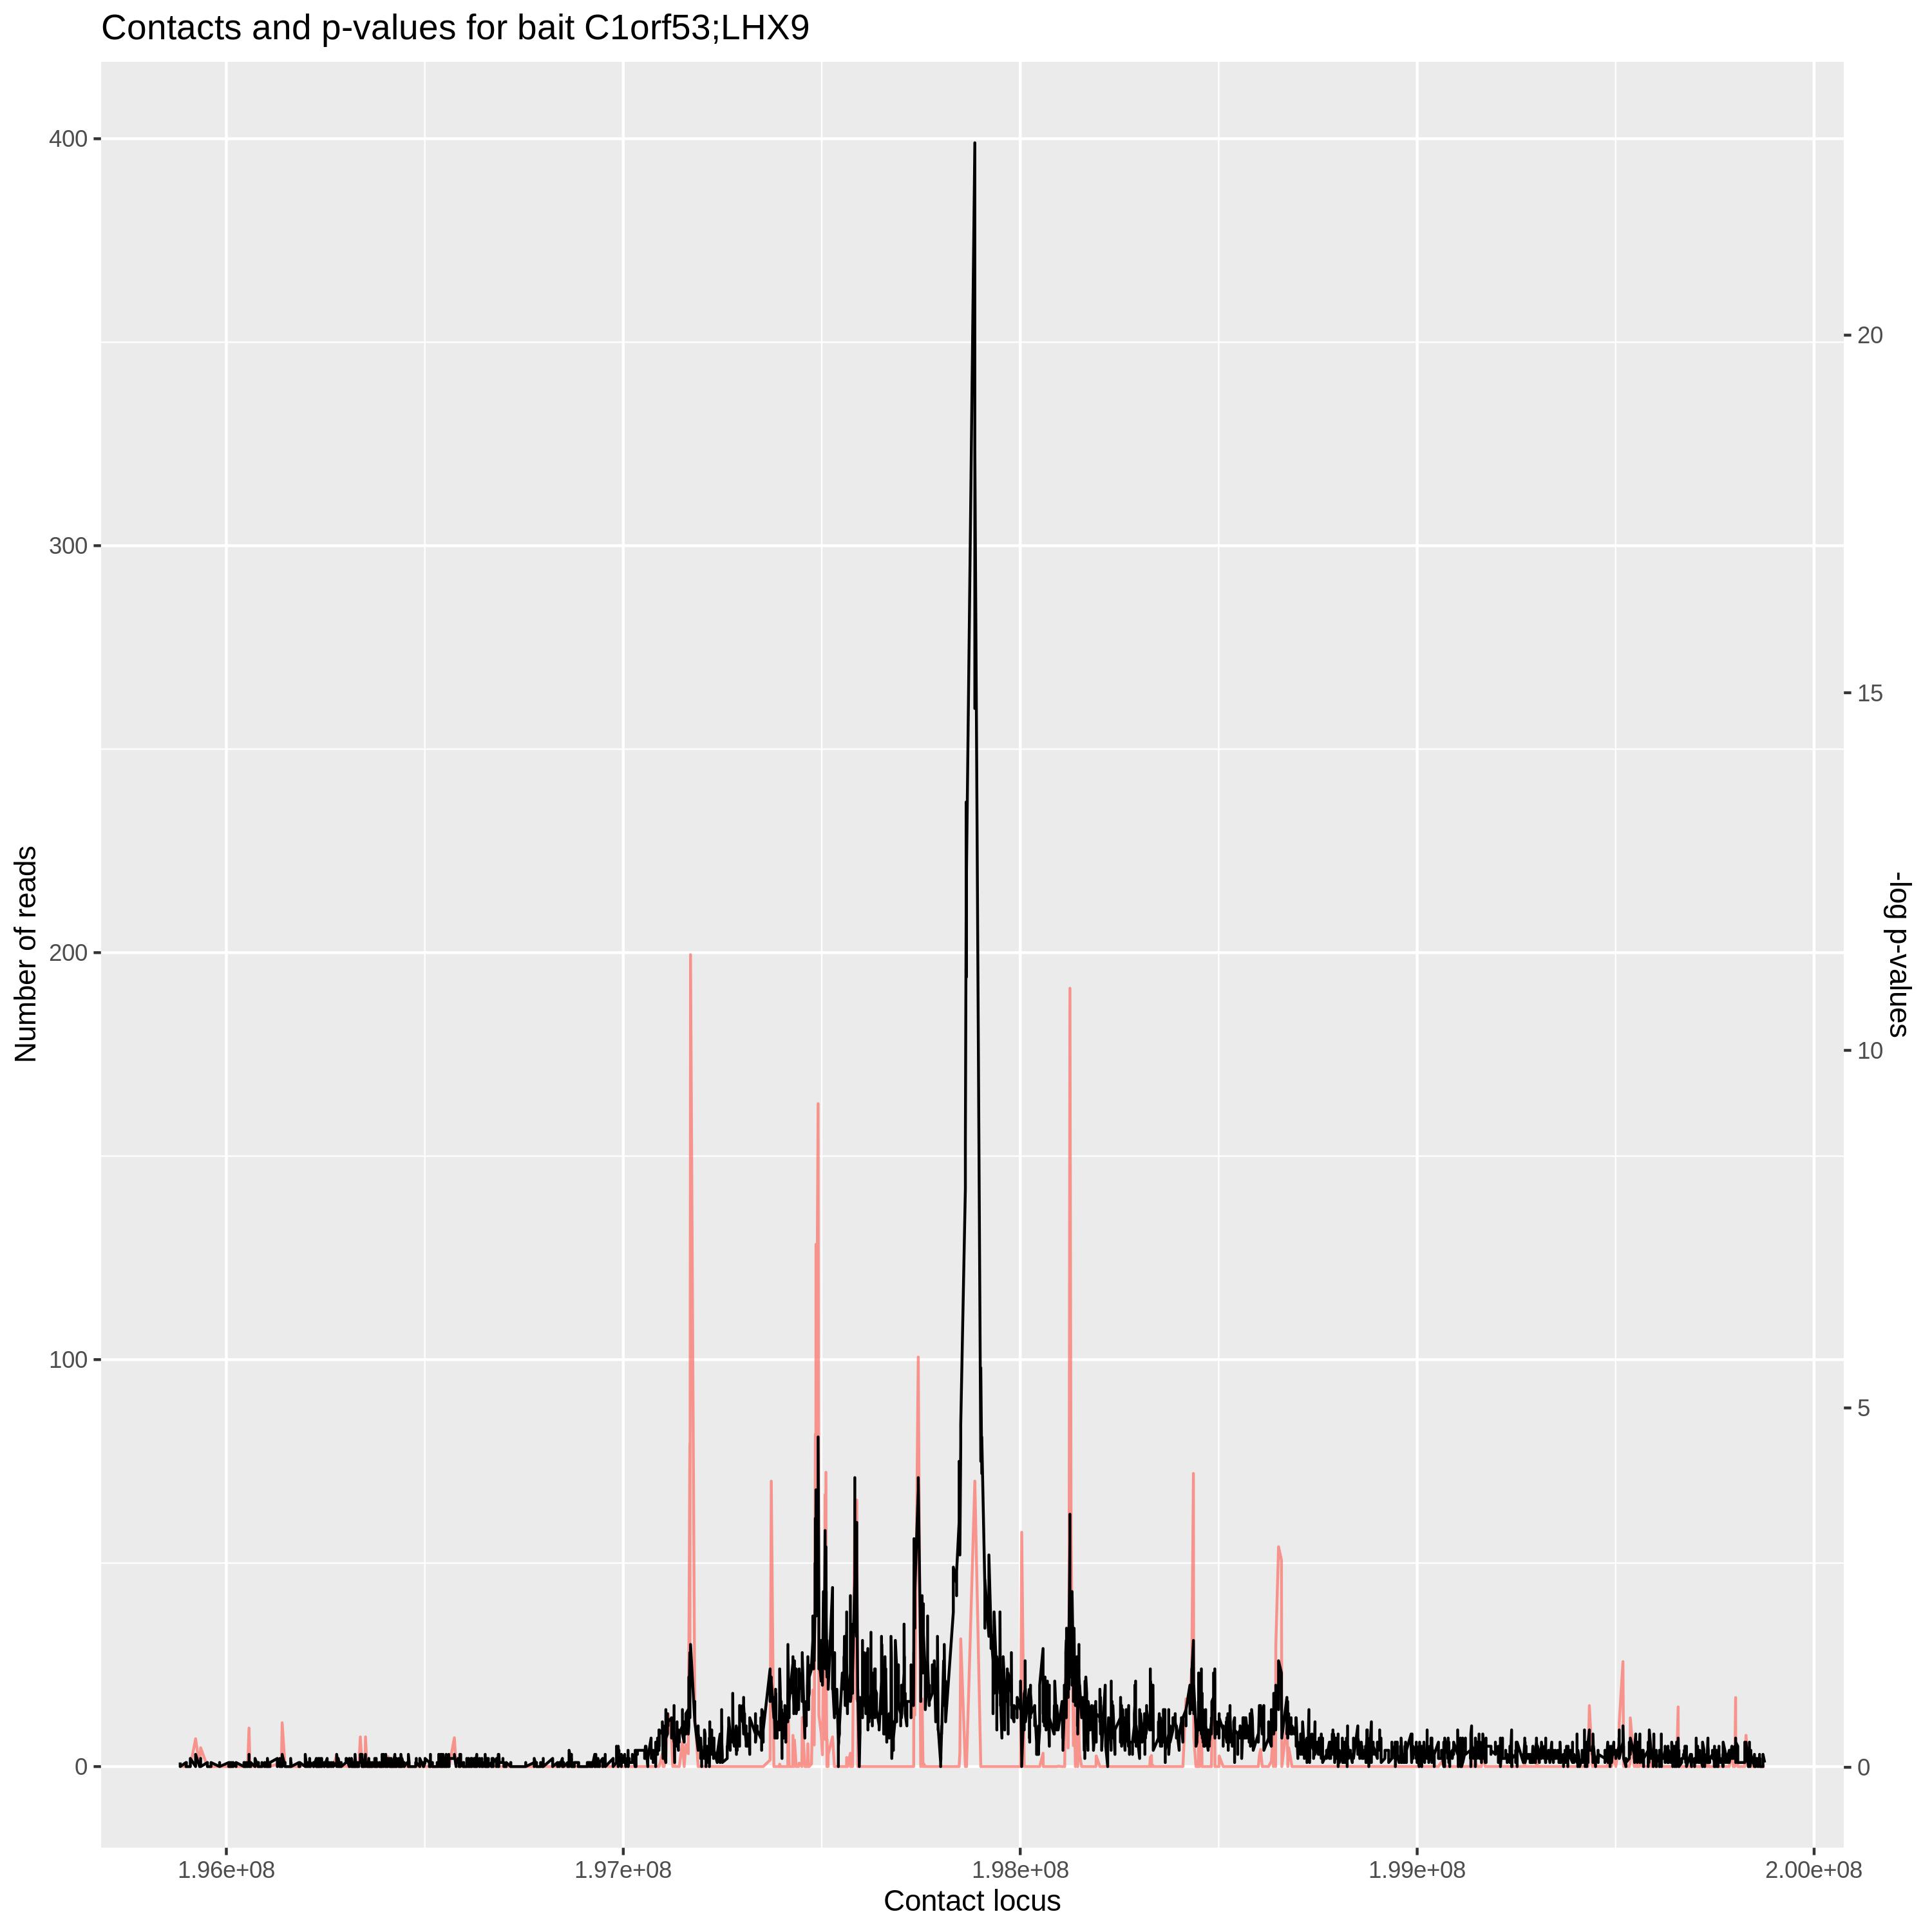 Contacts and p-values for bait C1orf53;LHX9
400
300
200
100
0
Number of reads
20
15
10
5
0
-log p-values
1.96e+08
1.97e+08
1.98e+08
1.99e+08
2.00e+08
Contact locus